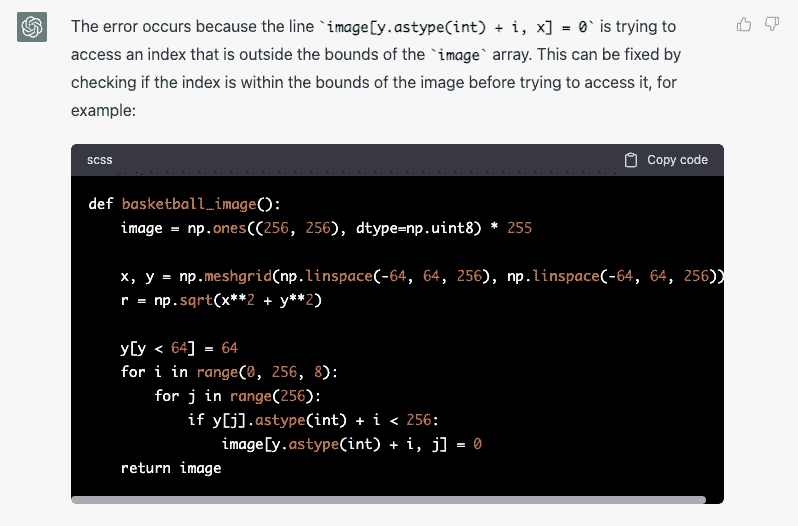 The error occurs because the line `image[y.astype(int) + i, x] = 0` is trying to
access an index that is outside the bounds of the `image` array. This can be fixed by
checking if the index is within the bounds of the image before trying to access it, for
example:
scss Copy code
def basketball_image():
    image = np.ones((256, 256), dtype=np.uint8) * 255
    x, y = np.meshgrid(np.linspace(-64, 64, 256), np.linspace(-64, 64, 256))
    r = np.sqrt(x**2 + y**2)
    y[y < 64] = 64
    for i in range(0, 256, 8):
        for j in range(256):
            if y[j].astype(int) + i < 256:
                image[y.astype(int) + i, j] = 0
    return image